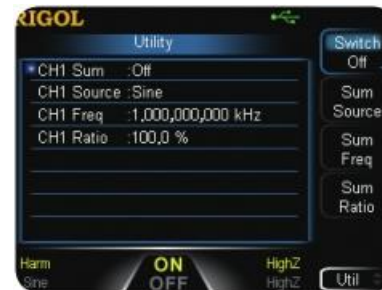 RIGOL
Utility
CH1 Sum :Off
CH1 Source :Sine
CH1 Freq :1,000,000,000 kHz
CH1 Ratio :100,0 %
Switch
Off
Sum
Source
Sum
Freq
Sum
Ratio
Harm ON HighZ
Sine OFF HighZ
Util